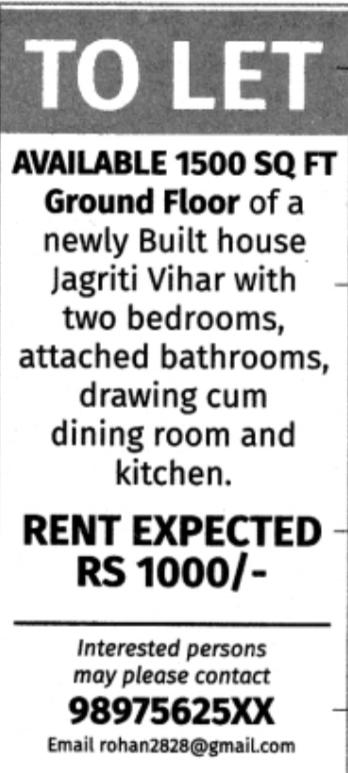 TO LET
AVAILABLE 1500 SQ FT
Ground Floor of a
newly Built house
Jagriti Vihar with
two bedrooms,
attached bathrooms,
drawing cum
dining room and
kitchen.
RENT EXPECTED
RS 1000/-
Interested persons
may please contact
98975625XX
Email rohan2828@gmail.com